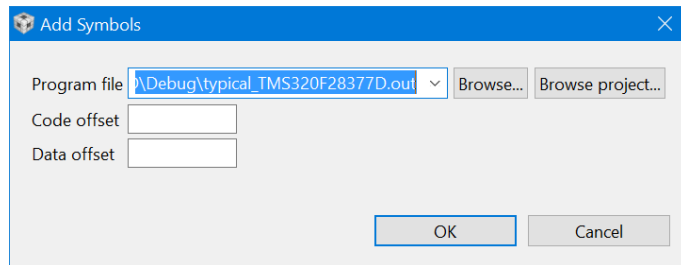 Add Symbols
Program file \Debug\typical_TMS320F28377D.out Browse... Browse project...
Code offset
Data offset
OK Cancel